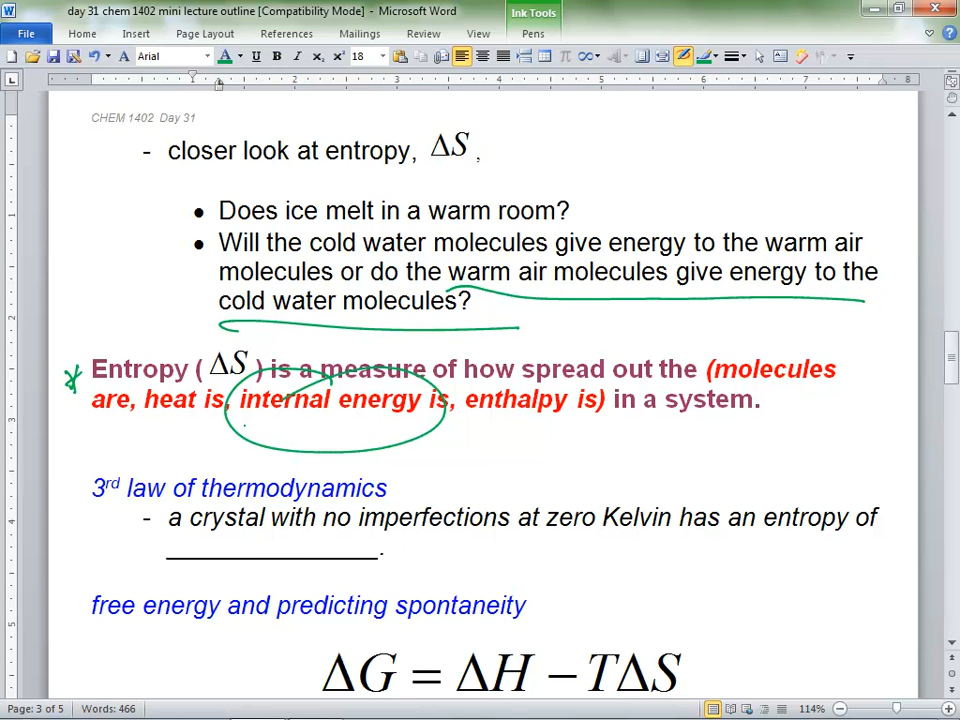 day 31 chem 1402 mini lecture outline [Compatibility Mode] - Microsoft Word
Ink Tools
File Home Insert Page Layout References Mailings Review View Pens
Arial 18
CHEM 1402 Day 31
- closer look at entropy, ΔS ,
• Does ice melt in a warm room?
• Will the cold water molecules give energy to the warm air
molecules or do the warm air molecules give energy to the
cold water molecules?
Entropy ( ΔS ) is a measure of how spread out the (molecules
are, heat is, internal energy is, enthalpy is) in a system.
3rd law of thermodynamics
- a crystal with no imperfections at zero Kelvin has an entropy of
_______________.
free energy and predicting spontaneity
ΔG = ΔH − TΔS
Page: 3 of 5 Words: 466 114%